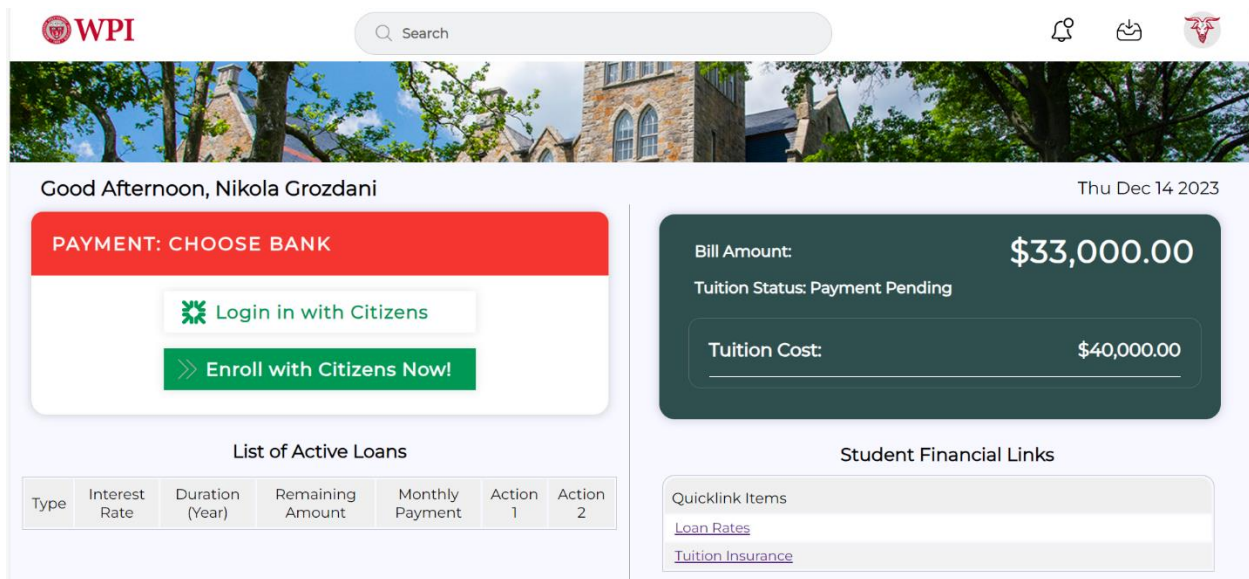 WPI
Search
Good Afternoon, Nikola Grozdani
Thu Dec 14 2023
PAYMENT: CHOOSE BANK
Login in with Citizens
Enroll with Citizens Now!
Bill Amount:
$33,000.00
Tuition Status: Payment Pending
Tuition Cost:
$40,000.00
List of Active Loans
Type
Interest
Rate
Duration
(Year)
Remaining
Amount
Monthly
Payment
Action
1
Action
2
Student Financial Links
Quicklink Items
Loan Rates
Tuition Insurance